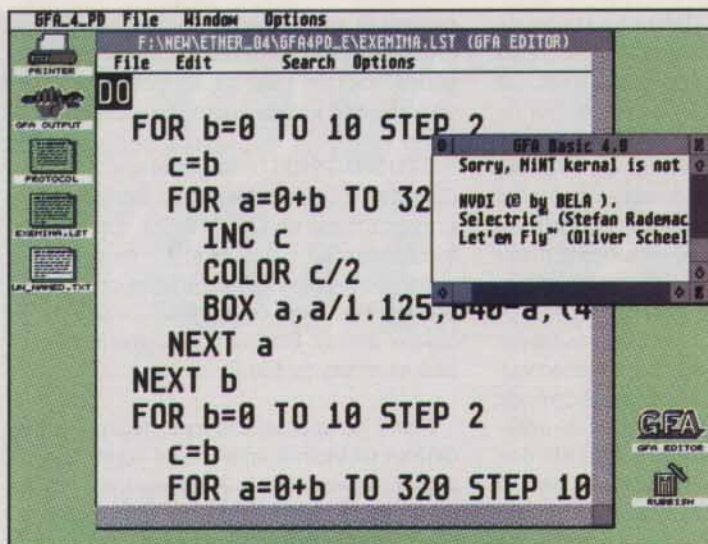 GFA_4_PD File Window Options
F:\NEW\ETHER_04\GFA4PD_E\EXEMIMA.LST (GFA EDITOR)
File Edit Search Options
DO
FOR b=0 TO 10 STEP 2
c=b
FOR a=0+b TO 32
INC c
COLOR c/2
BOX a,a/1.125,640-a,(4
NEXT a
NEXT b
FOR b=0 TO 10 STEP 2
c=b
FOR a=0+b TO 320 STEP 10
GFA Basic 4.0
Sorry, MiNT kernal is not
NVDI (© by BELA ).
Selectric™ (Stefan Rademac
Let'em Fly™ (Oliver Scheel
PRINTER
GFA OUTPUT
PROTOCOL
EXEMIMA.LST
UN_NAMED.TXT
GFA
GFA EDITOR
RUBBISH